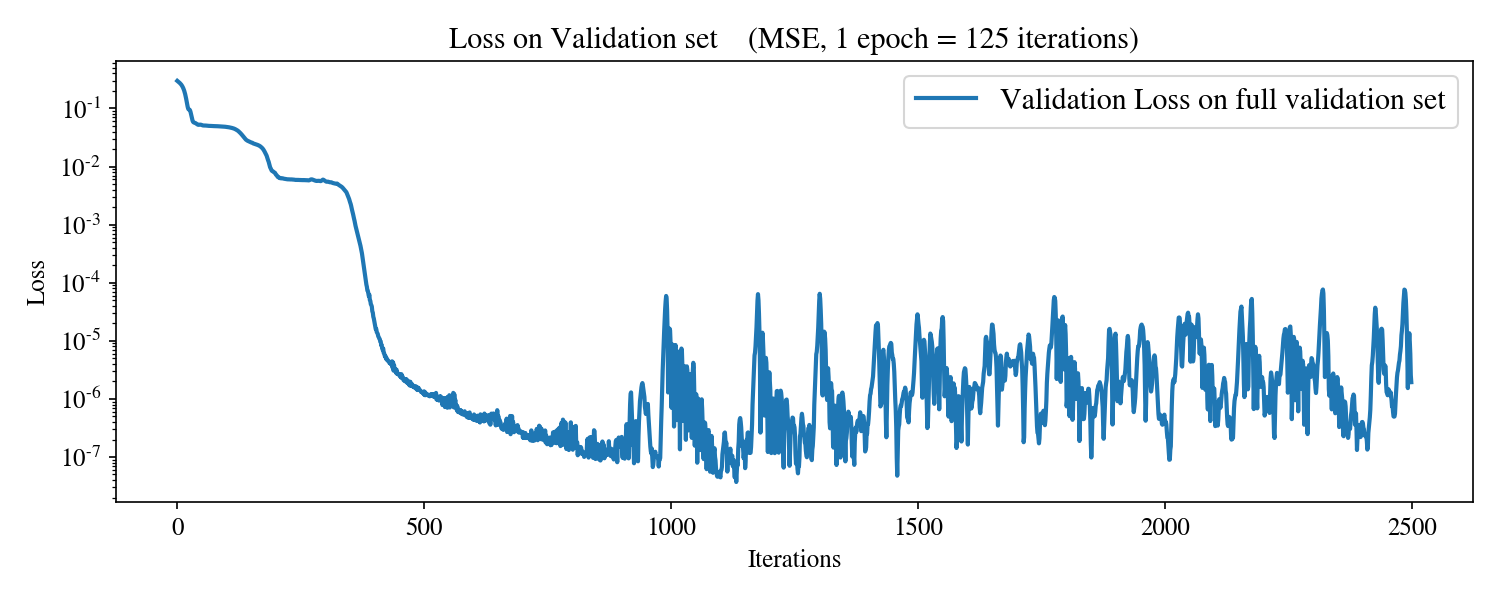 Loss on Validation set (MSE, 1 epoch = 125 iterations)
Validation Loss on full validation set
Loss
10-1
10-2
10-3
10-4
10-5
10-6
10-7
0 500 1000 1500 2000 2500
Iterations